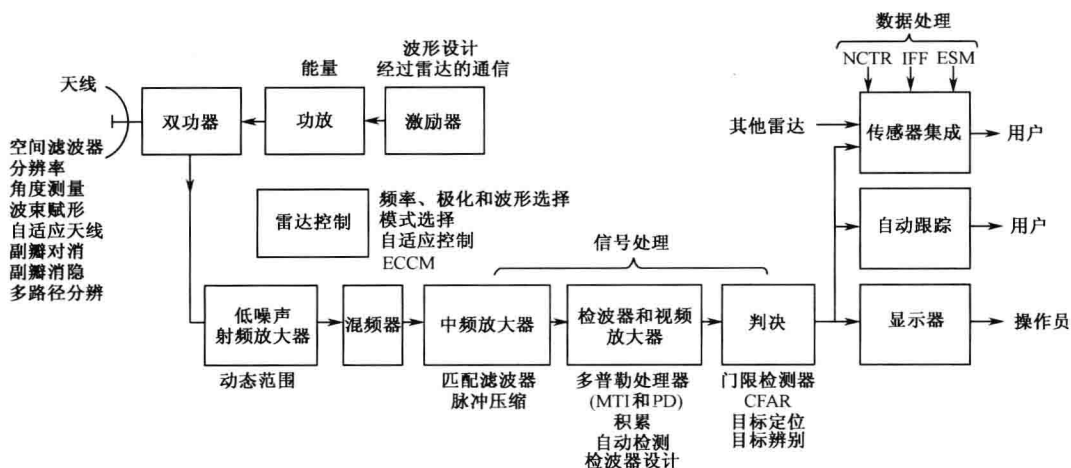 数据处理
NCTR IFF ESM
波形设计
经过雷达的通信
能量
天线
双功器
功放
激励器
其他雷达
传感器集成
用户
空间滤波器
分辨率
角度测量
波束赋形
自适应天线
副瓣对消
副瓣消隐
多路径分辨
雷达控制
频率、极化和波形选择
模式选择
自适应控制
ECCM
自动跟踪
用户
信号处理
低噪声
射频放大器
混频器
中频放大器
检波器和视频
放大器
判决
显示器
操作员
动态范围
匹配滤波器
脉冲压缩
多普勒处理器
(MTI和PD)
积累
自动检测
检波器设计
门限检测器
CFAR
目标定位
目标辨别